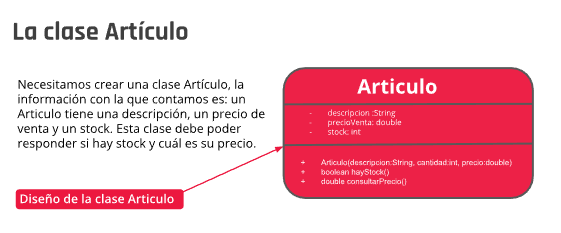 La clase Artículo
Necesitamos crear una clase Artículo, la
información con la que contamos es: un
Articulo tiene una descripción, un precio de
venta y un stock. Esta clase debe poder
responder si hay stock y cuál es su precio.
Diseño de la clase Articulo
Articulo
- descripcion :String
- precioVenta: double
- stock: int
+ Articulo(descripcion:String, cantidad:int, precio:double)
+ boolean hayStock()
+ double consultarPrecio()